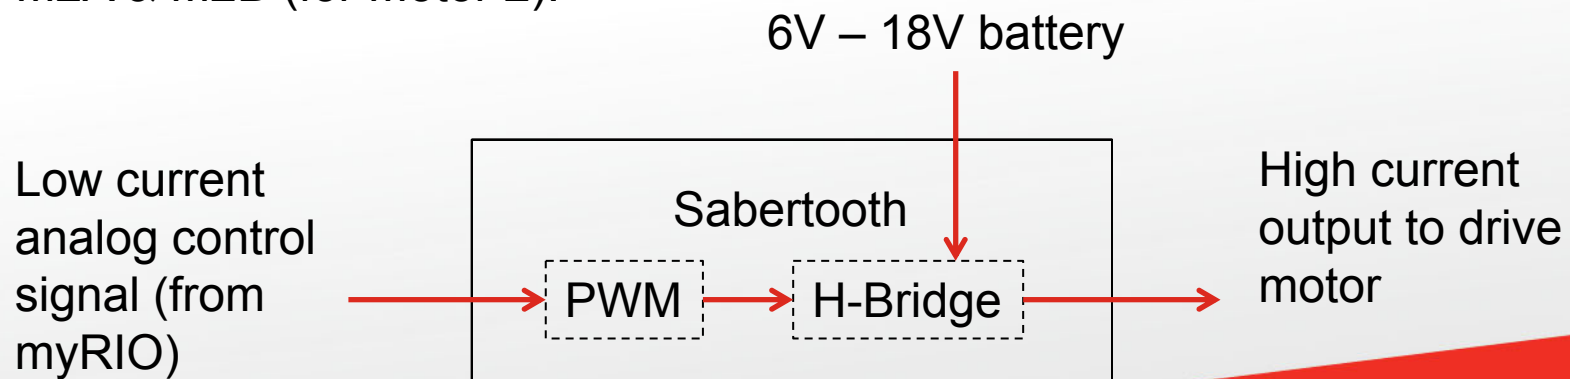 6V – 18V battery
Low current
analog control
signal (from
myRIO)
Sabertooth
PWM
H-Bridge
High current
output to drive
motor